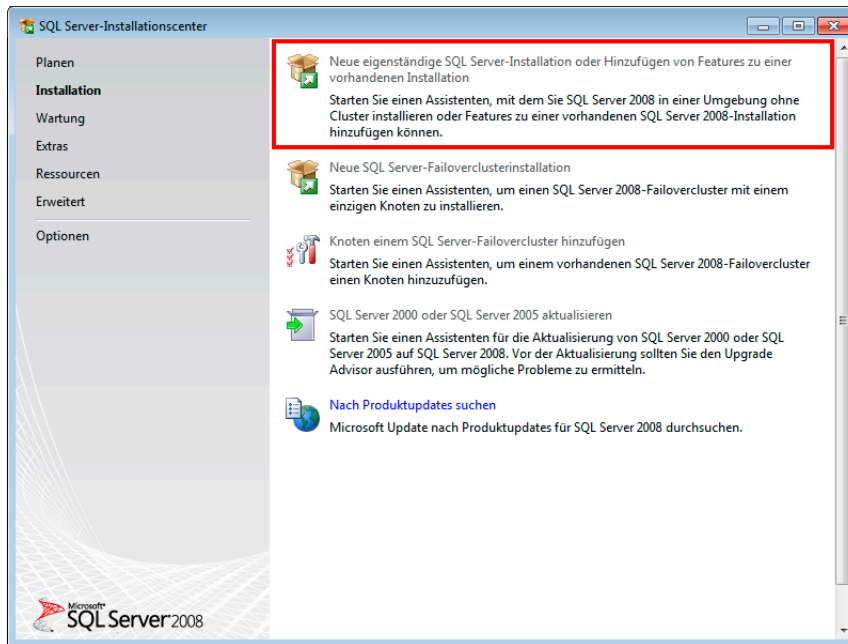 SQL Server-Installationscenter
Planen
Installation
Wartung
Extras
Ressourcen
Erweitert
Optionen
Neue eigenständige SQL Server-Installation oder Hinzufügen von Features zu einer
vorhandenen Installation
Starten Sie einen Assistenten, mit dem Sie SQL Server 2008 in einer Umgebung ohne
Cluster installieren oder Features zu einer vorhandenen SQL Server 2008-Installation
hinzufügen können.
Neue SQL Server-Failoverclusterinstallation
Starten Sie einen Assistenten, um einen SQL Server 2008-Failovercluster mit einem
einzigen Knoten zu installieren.
Knoten einem SQL Server-Failovercluster hinzufügen
Starten Sie einen Assistenten, um einem vorhandenen SQL Server 2008-Failovercluster
einen Knoten hinzuzufügen.
SQL Server 2000 oder SQL Server 2005 aktualisieren
Starten Sie einen Assistenten für die Aktualisierung von SQL Server 2000 oder SQL
Server 2005 auf SQL Server 2008. Vor der Aktualisierung sollten Sie den Upgrade
Advisor ausführen, um mögliche Probleme zu ermitteln.
Nach Produktupdates suchen
Microsoft Update nach Produktupdates für SQL Server 2008 durchsuchen.
Microsoft
SQL Server 2008